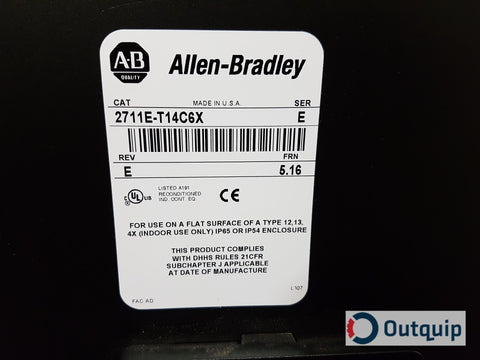 A-B
QUALITY
Allen-Bradley
CAT MADE IN U.S.A. SER
2711E-T14C6X E
REV FRN
E 5.16
UL LISTED A191
RECONDITIONED
IND. CONT. EQ.
CE
FOR USE ON A FLAT SURFACE OF A TYPE 12,13,
4X (INDOOR USE ONLY) IP65 OR IP54 ENCLOSURE
THIS PRODUCT COMPLIES
WITH DHHS RULES 21CFR
SUBCHAPTER J APPLICABLE
AT DATE OF MANUFACTURE
FAC AD L107
Outquip